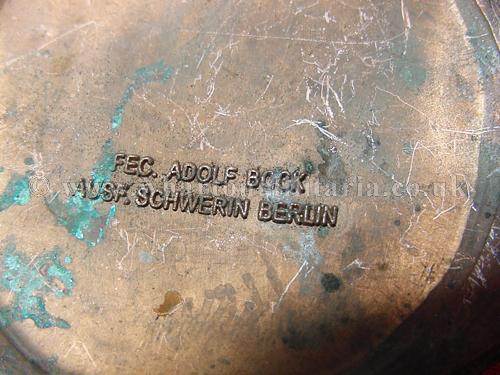 FEC. ADOLF BOCK
AUSF. SCHWERIN BERLIN